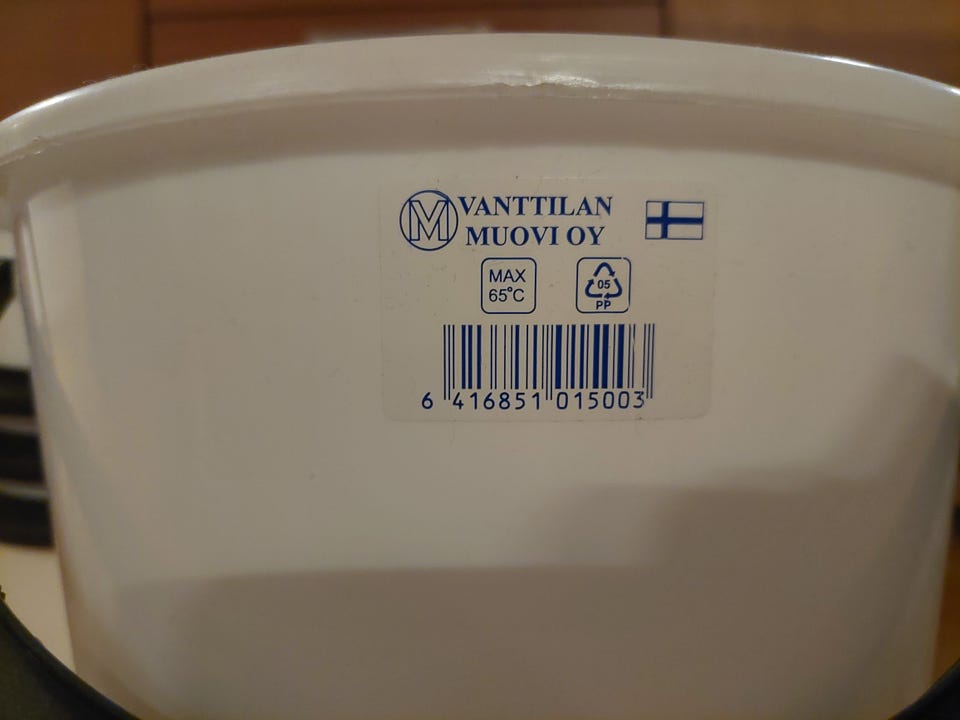 M VANTTILAN
MUOVI OY
MAX
65°C
05
PP
6 416851 015003